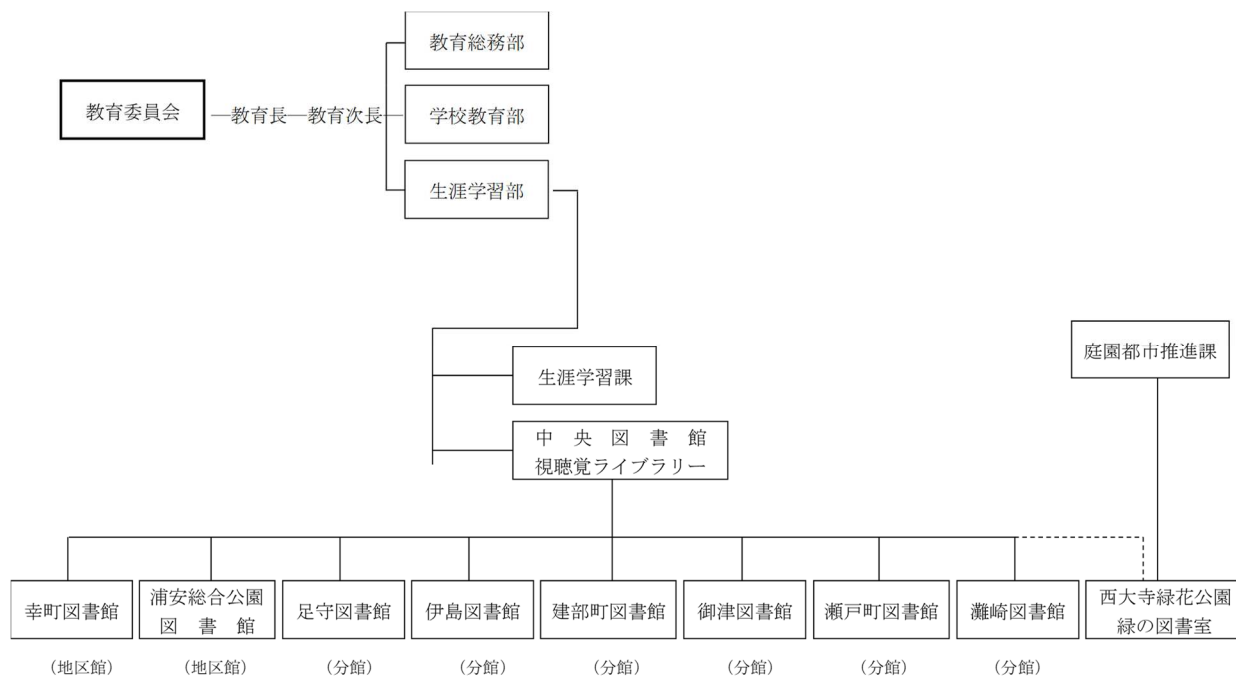 教育総務部
教育委員会
教育長
教育次長
学校教育部
生涯学習部
庭園都市推進課
生涯学習課
中央図書館
視聴覚ライブラリー
幸町図書館
浦安総合公園
図書館
足守図書館
伊島図書館
建部町図書館
御津図書館
瀬戸町図書館
灘崎図書館
西大寺緑花公園
緑の図書室
（地区館）
（地区館）
（分館）
（分館）
（分館）
（分館）
（分館）
（分館）